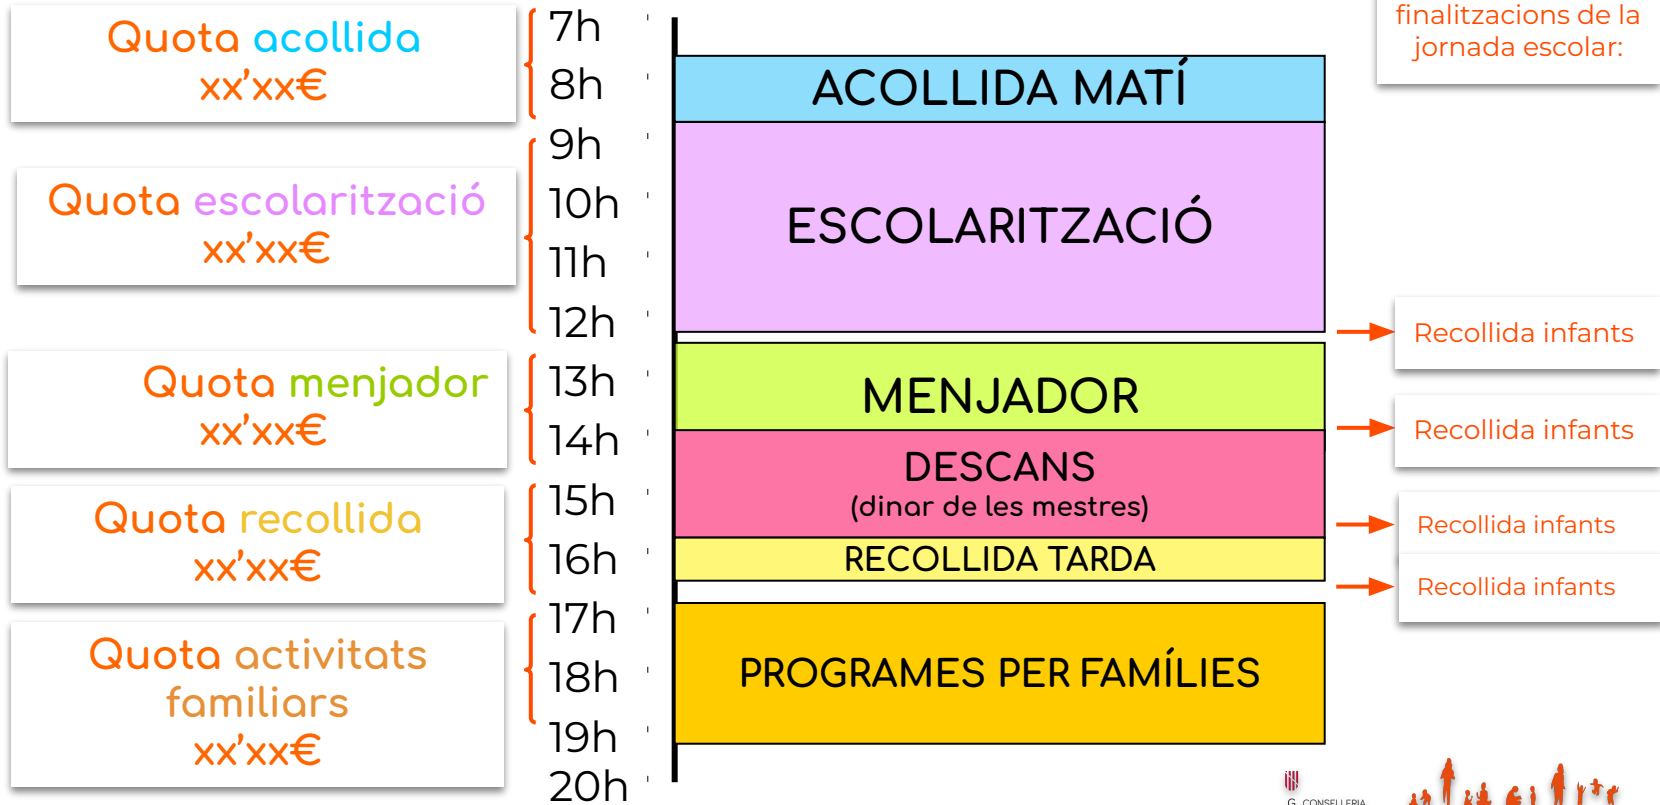 Quota acollida
xx'xx€
Quota escolarització
xx'xx€
Quota menjador
xx'xx€
Quota recollida
xx'xx€
Quota activitats
familiars
xx'xx€
7h
8h
9h
10h
11h
12h
13h
14h
15h
16h
17h
18h
19h
20h
ACOLLIDA MATÍ
ESCOLARITZACIÓ
MENJADOR
DESCANS
(dinar de les mestres)
RECOLLIDA TARDA
PROGRAMES PER FAMÍLIES
finalitzacions de la
jornada escolar:
Recollida infants
Recollida infants
Recollida infants
Recollida infants
G CONSELLERIA